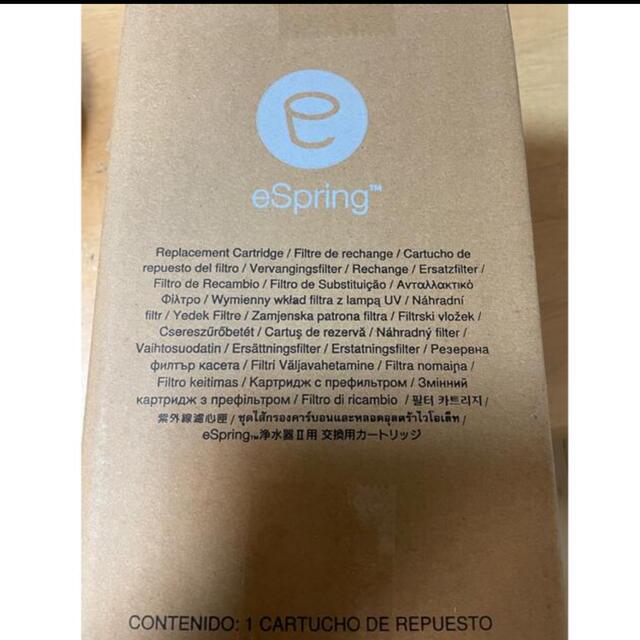 eSpring™
Replacement Cartridge / Filtre de rechange / Cartucho de
repuesto del filtro / Vervangingsfilter / Rechange / Ersatzfilter /
Filtro de Recambio / Filtro de Substituição / Ανταλλακτικό
Φίλτρο / Wymienny wkład filtra z lampą UV / Náhradní
filtr / Yedek Filtre / Zamjenska patrona filtra / Filtrski vložek /
Csereszűrőbetét / Cartuş de rezervă / Náhradný filter /
Vaihtosuodatin / Ersättningsfilter / Erstatningsfilter / Резервна
филтър касета / Filtri Väljavahetamine / Filtra nomaiņa /
Filtro keitimas / Картридж с префильтром / Змінний
картридж з префільтром / Filtro di ricambio / 필터 카트리지 /
紫外線濾心匣 / ชุดไส้กรองคาร์บอนและหลอดอุลตร้าไวโอเล็ท /
eSpring™浄水器Ⅱ用 交換用カートリッジ
CONTENIDO: 1 CARTUCHO DE REPUESTO